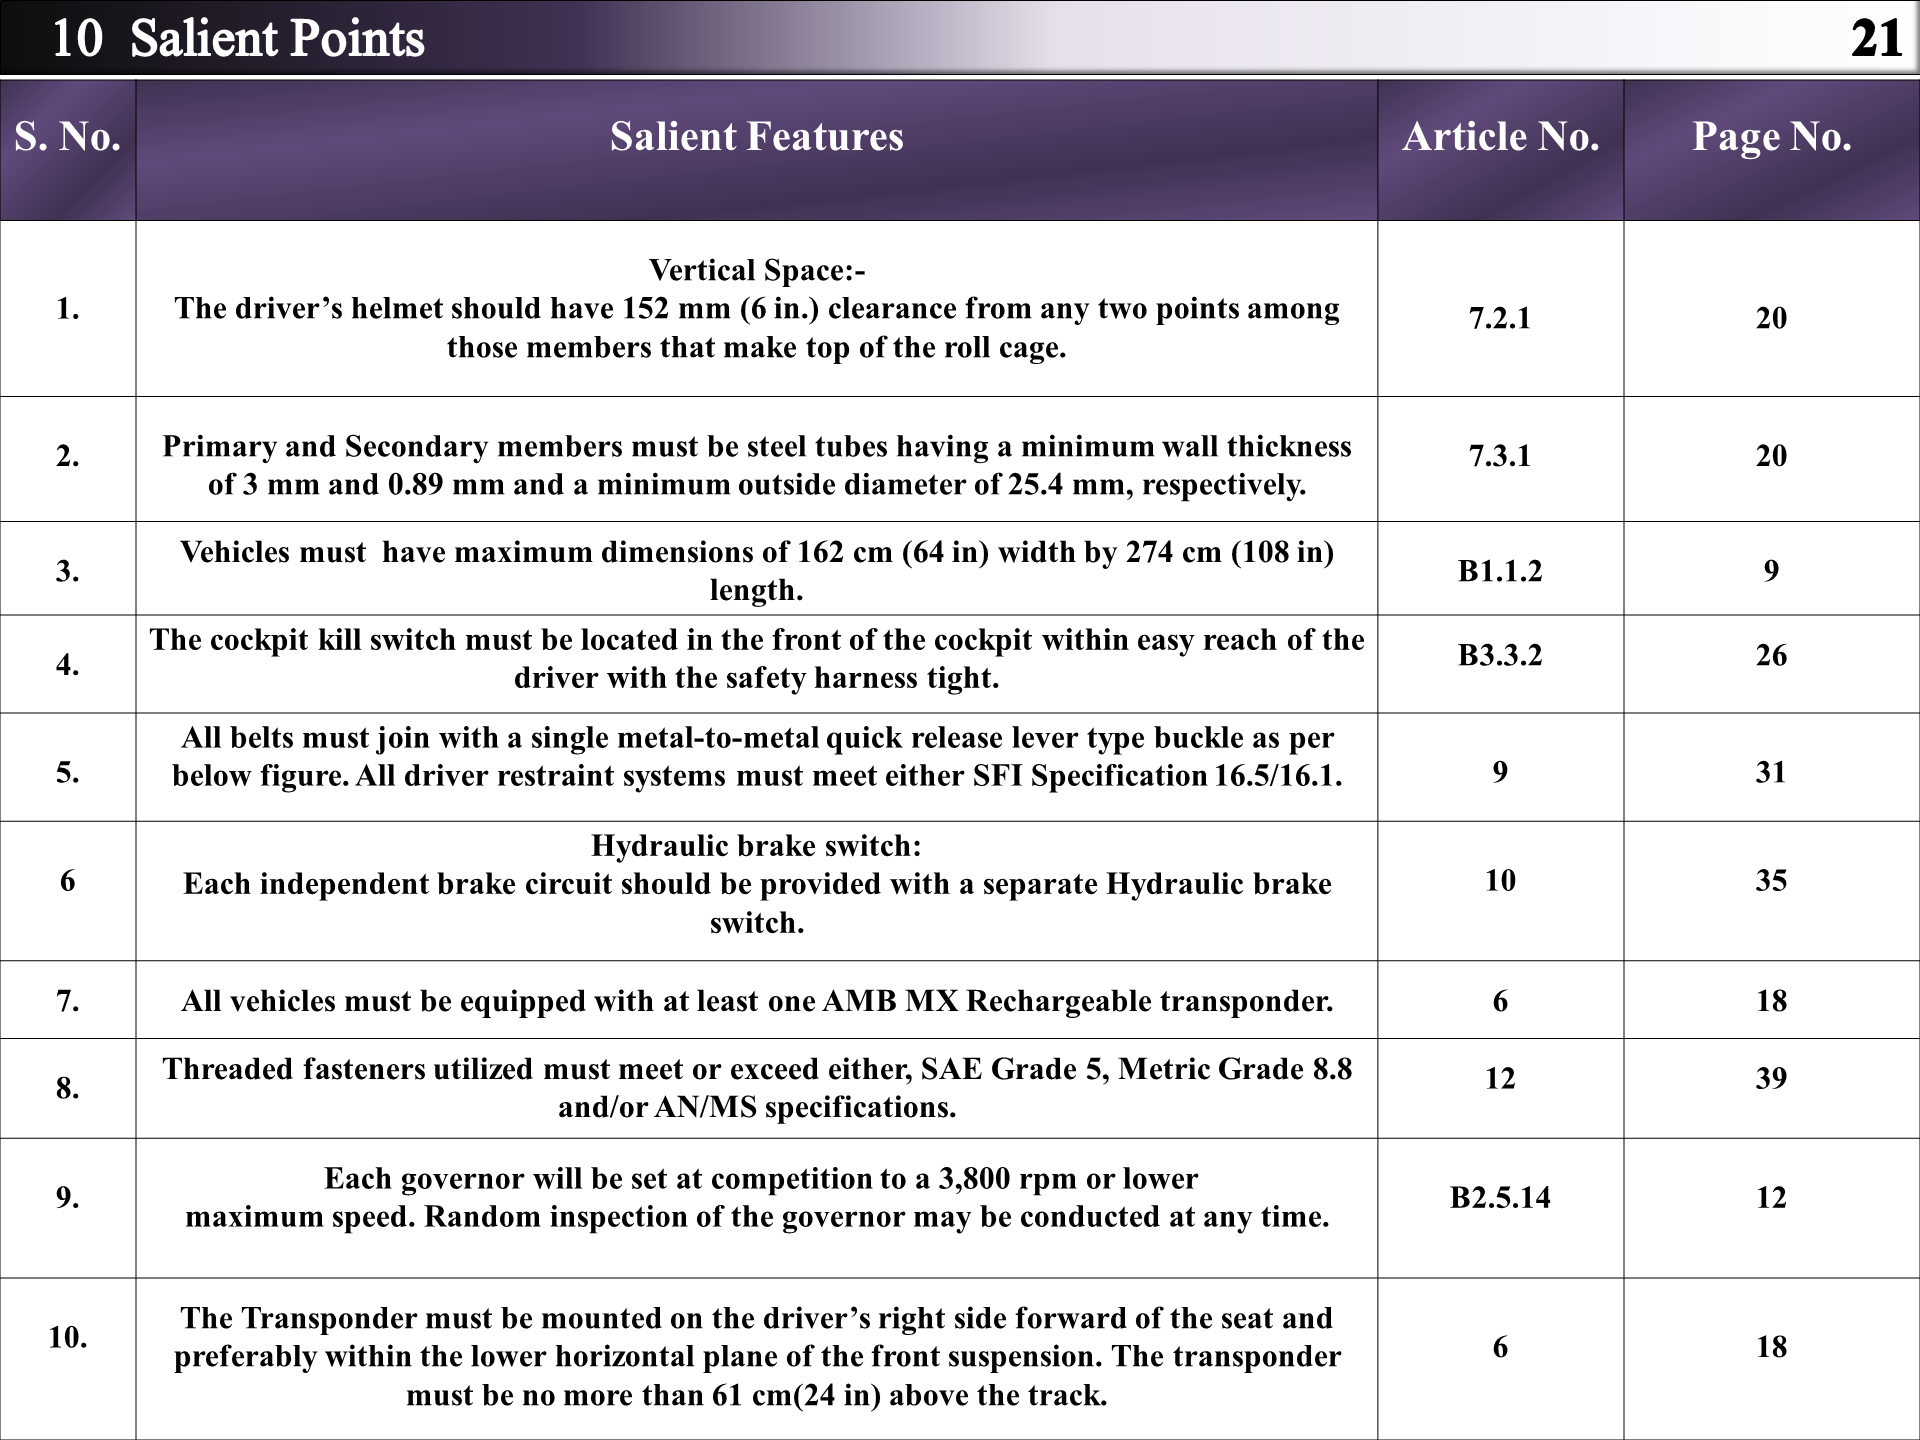 10 Salient Points
21
S. No.
Salient Features
Article No.
Page No.
1.
Vertical Space:-
The driver’s helmet should have 152 mm (6 in.) clearance from any two points among
those members that make top of the roll cage.
7.2.1
20
2.
Primary and Secondary members must be steel tubes having a minimum wall thickness
of 3 mm and 0.89 mm and a minimum outside diameter of 25.4 mm, respectively.
7.3.1
20
3.
Vehicles must have maximum dimensions of 162 cm (64 in) width by 274 cm (108 in)
length.
B1.1.2
9
4.
The cockpit kill switch must be located in the front of the cockpit within easy reach of the
driver with the safety harness tight.
B3.3.2
26
5.
All belts must join with a single metal-to-metal quick release lever type buckle as per
below figure. All driver restraint systems must meet either SFI Specification 16.5/16.1.
9
31
6
Hydraulic brake switch:
Each independent brake circuit should be provided with a separate Hydraulic brake
switch.
10
35
7.
All vehicles must be equipped with at least one AMB MX Rechargeable transponder.
6
18
8.
Threaded fasteners utilized must meet or exceed either, SAE Grade 5, Metric Grade 8.8
and/or AN/MS specifications.
12
39
9.
Each governor will be set at competition to a 3,800 rpm or lower
maximum speed. Random inspection of the governor may be conducted at any time.
B2.5.14
12
10.
The Transponder must be mounted on the driver’s right side forward of the seat and
preferably within the lower horizontal plane of the front suspension. The transponder
must be no more than 61 cm(24 in) above the track.
6
18